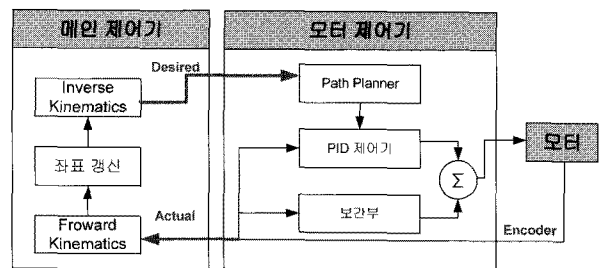 메인 제어기
모터 제어기
Desired
Inverse
Kinematics
Path Planner
좌표 갱신
PID 제어기
모터
Σ
보간부
Froward
Kinematics
Actual
Encoder